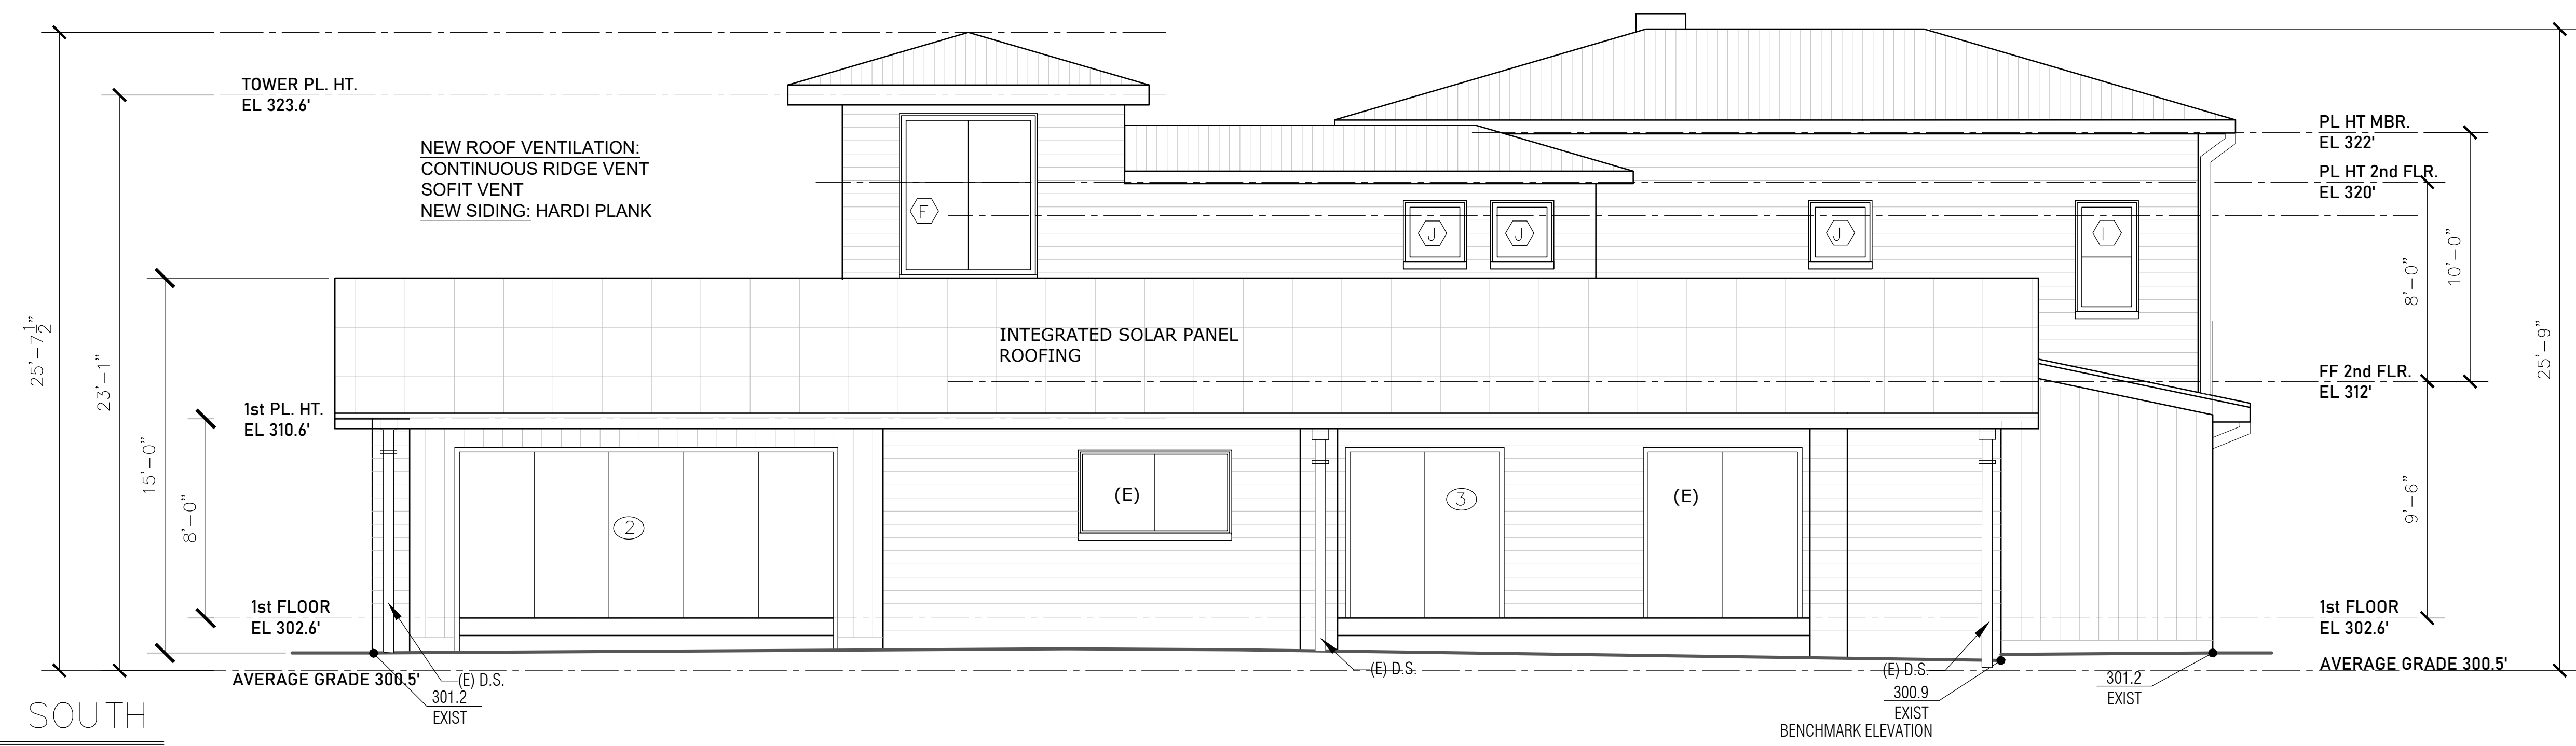 TOWER PL. HT.
EL 323.6'
NEW ROOF VENTILATION:
CONTINUOUS RIDGE VENT
SOFIT VENT
NEW SIDING: HARDI PLANK
PL HT MBR.
EL 322'
PL HT 2nd FLR.
EL 320'
F
J
J
J
I
25'-7 1/2"
23'-1"
15'-0"
8'-0"
INTEGRATED SOLAR PANEL
ROOFING
8'-0"
10'-0"
25'-9"
FF 2nd FLR.
EL 312'
1st PL. HT.
EL 310.6'
2
(E)
3
(E)
9'-6"
1st FLOOR
EL 302.6'
1st FLOOR
EL 302.6'
AVERAGE GRADE 300.5'
(E) D.S.
301.2
EXIST
(E) D.S.
(E) D.S.
300.9
EXIST
BENCHMARK ELEVATION
301.2
EXIST
AVERAGE GRADE 300.5'
SOUTH